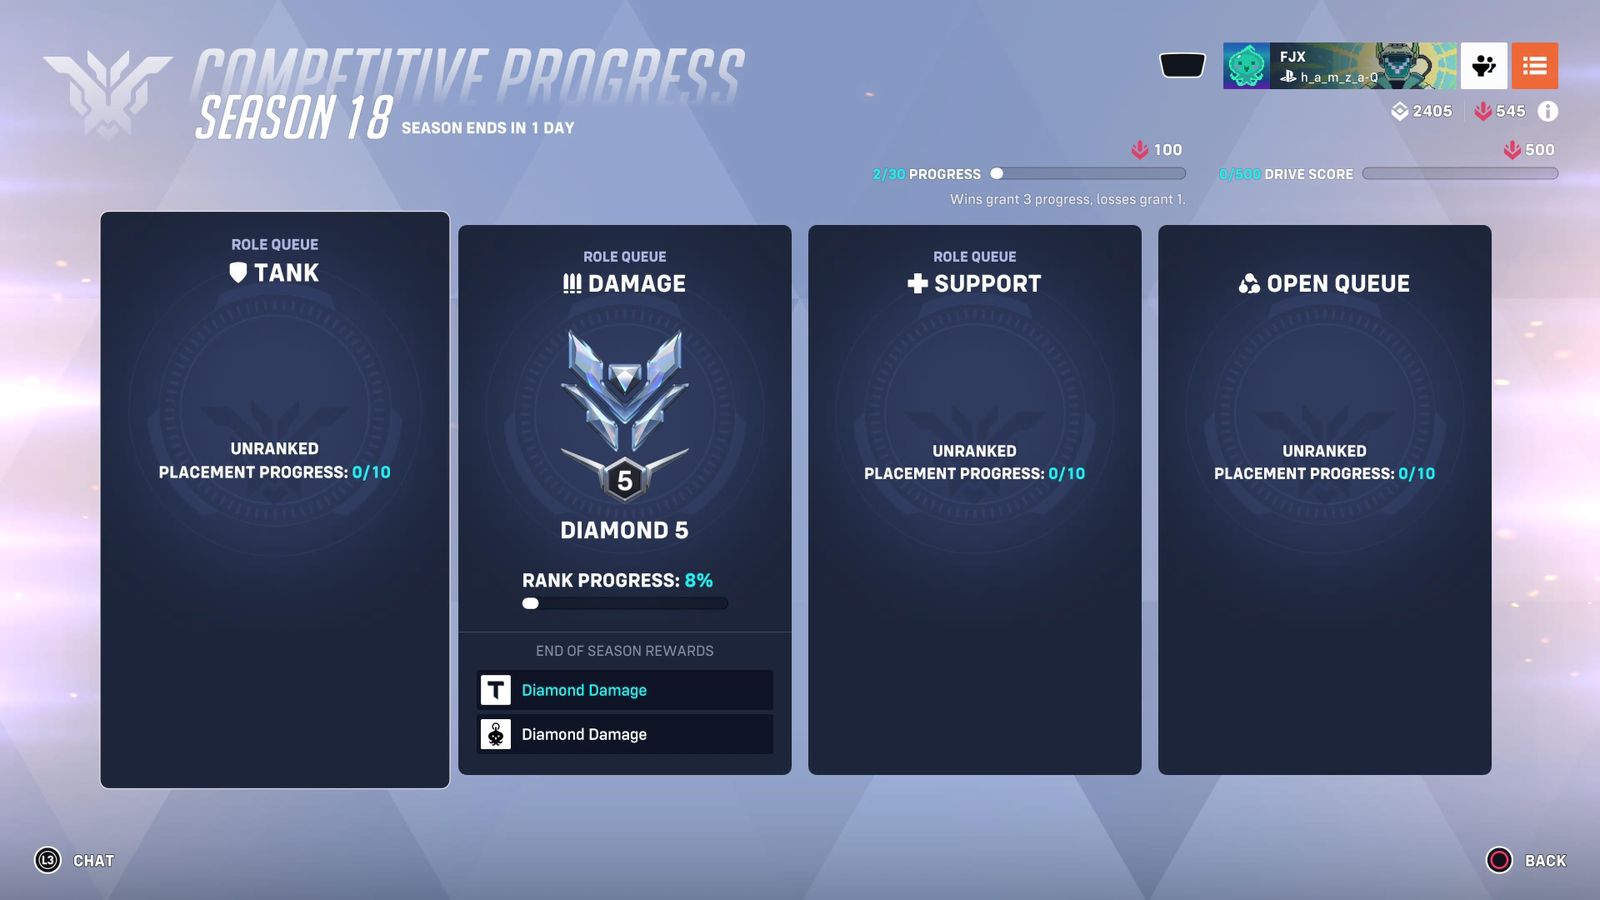 COMPETITIVE PROGRESS
SEASON 18 SEASON ENDS IN 1 DAY
FJX
h_a_m_z_a-Q
2405 545
100
2/30 PROGRESS
Wins grant 3 progress, losses grant 1.
500
0/500 DRIVE SCORE
ROLE QUEUE
TANK
UNRANKED
PLACEMENT PROGRESS: 0/10
ROLE QUEUE
DAMAGE
5
DIAMOND 5
RANK PROGRESS: 8%
END OF SEASON REWARDS
T Diamond Damage
Diamond Damage
ROLE QUEUE
SUPPORT
UNRANKED
PLACEMENT PROGRESS: 0/10
OPEN QUEUE
UNRANKED
PLACEMENT PROGRESS: 0/10
L3 CHAT
BACK